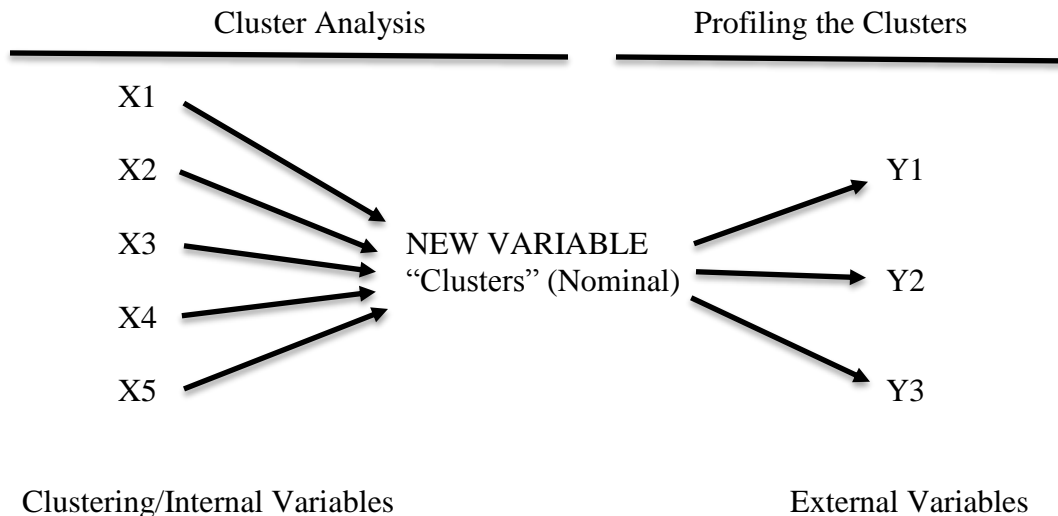 Cluster Analysis
Profiling the Clusters
X1
X2
X3
X4
X5
NEW VARIABLE
“Clusters” (Nominal)
Y1
Y2
Y3
Clustering/Internal Variables
External Variables